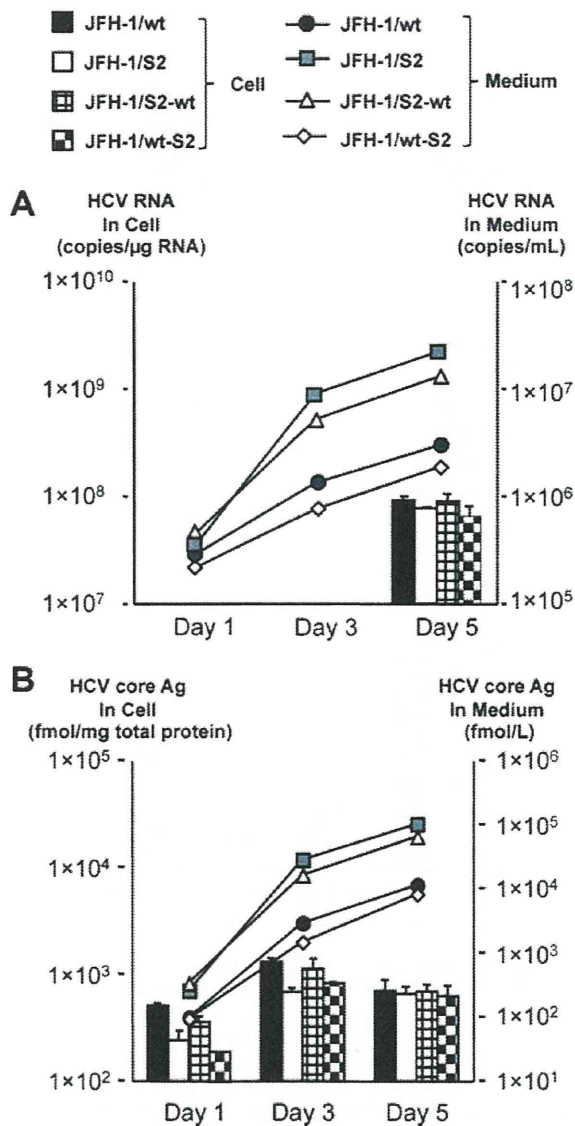 JFH-1/wt
JFH-1/S2
JFH-1/S2-wt
JFH-1/wt-S2
Cell
JFH-1/wt
JFH-1/S2
JFH-1/S2-wt
JFH-1/wt-S2
Medium
A
HCV RNA
In Cell
(copies/µg RNA)
HCV RNA
In Medium
(copies/mL)
1×10¹⁰
1×10⁹
1×10⁸
1×10⁷
1×10⁸
1×10⁷
1×10⁶
1×10⁵
Day 1 Day 3 Day 5
B
HCV core Ag
In Cell
(fmol/mg total protein)
HCV core Ag
In Medium
(fmol/L)
1×10⁵
1×10⁴
1×10³
1×10²
1×10⁶
1×10⁵
1×10⁴
1×10³
1×10²
1×10¹
Day 1 Day 3 Day 5